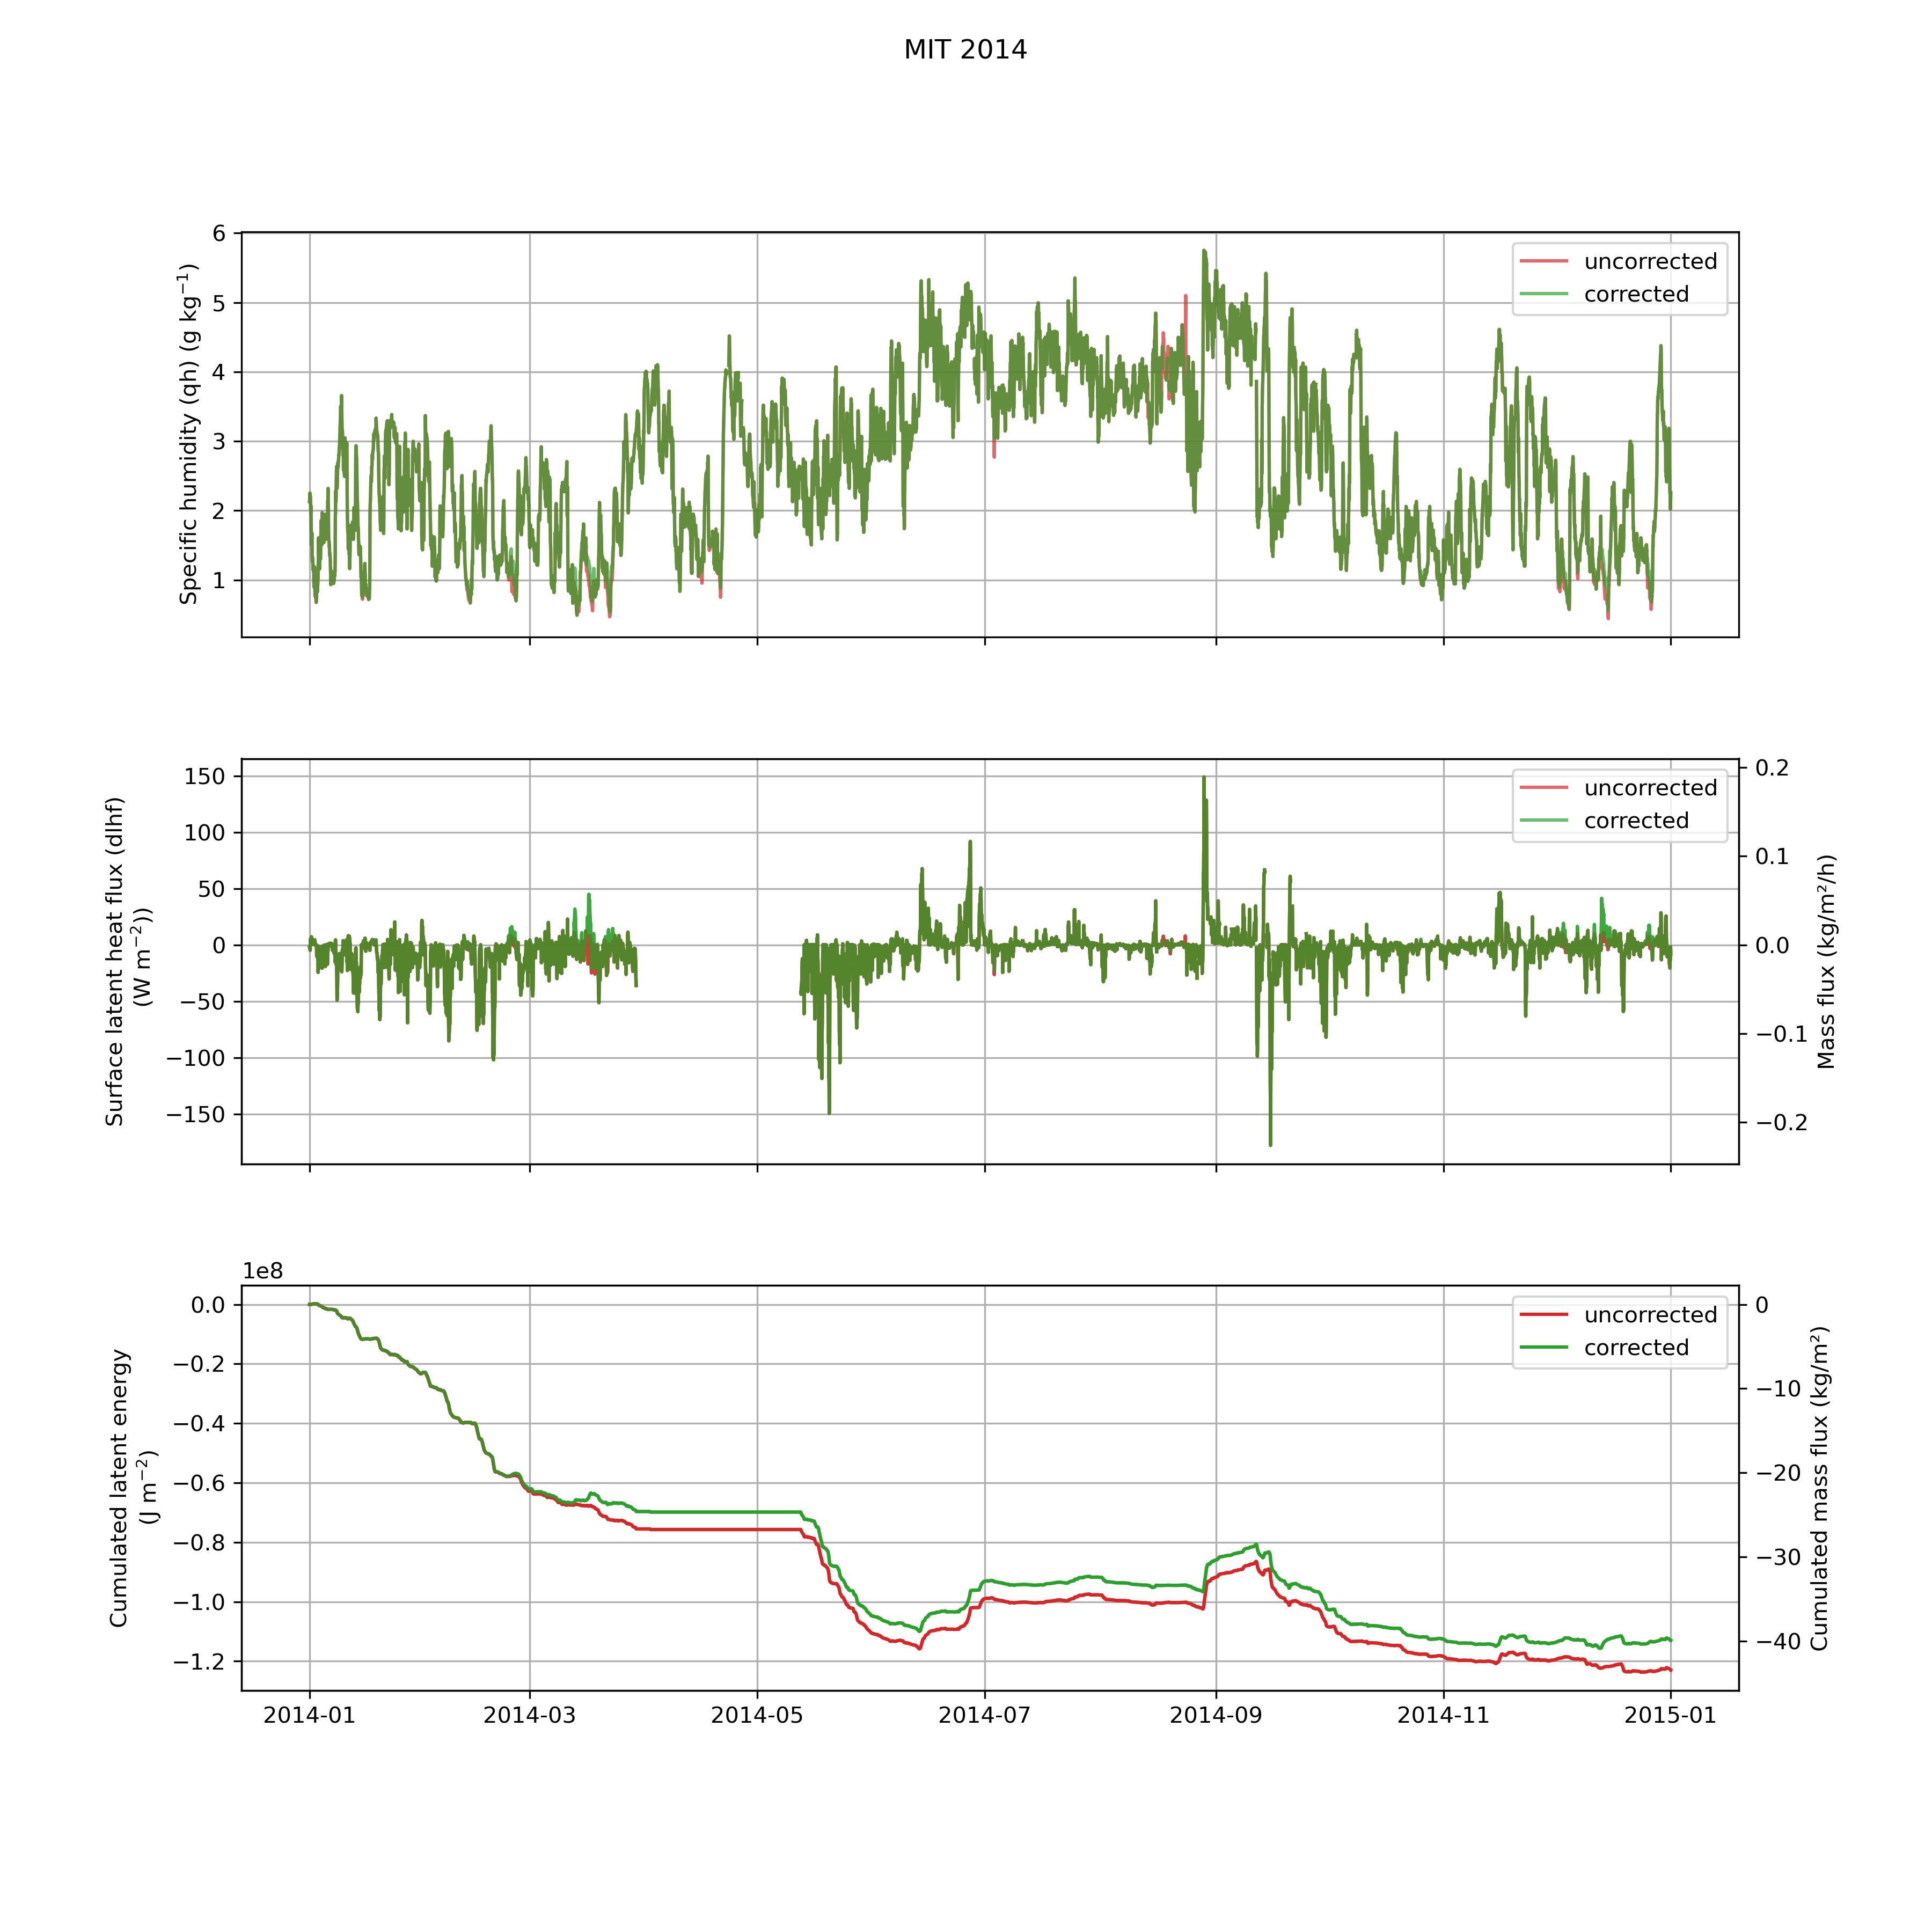 MIT 2014
Specific humidity (qh) (g kg⁻¹)
6
5
4
3
2
1
uncorrected
corrected
Surface latent heat flux (dlhf)
(W m⁻²))
150
100
50
0
−50
−100
−150
uncorrected
corrected
0.2
0.1
0.0
−0.1
−0.2
Mass flux (kg/m²/h)
1e8
Cumulated latent energy
(J m⁻²)
0.0
−0.2
−0.4
−0.6
−0.8
−1.0
−1.2
uncorrected
corrected
0
−10
−20
−30
−40
Cumulated mass flux (kg/m²)
2014-01 2014-03 2014-05 2014-07 2014-09 2014-11 2015-01